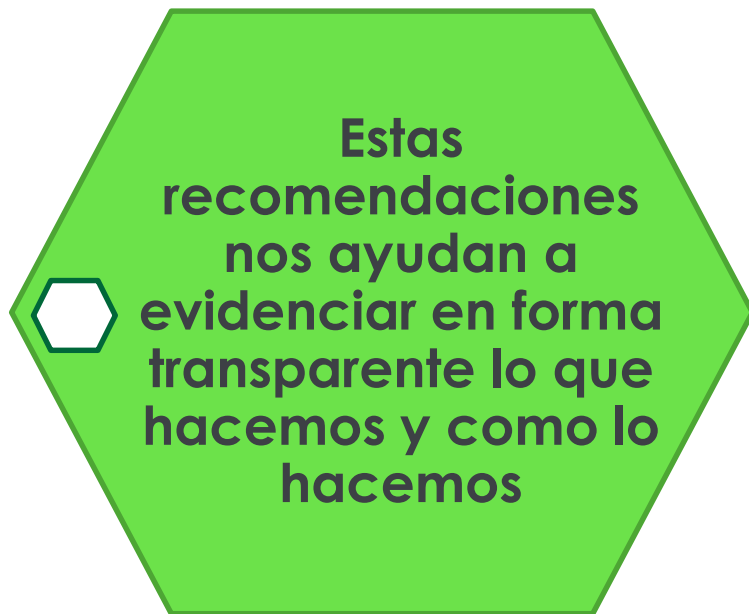 Estas
recomendaciones
nos ayudan a
evidenciar en forma
transparente lo que
hacemos y como lo
hacemos